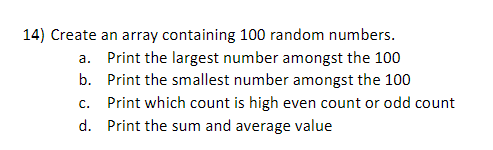 14) Create an array containing 100 random numbers.
a. Print the largest number amongst the 100
b. Print the smallest number amongst the 100
c. Print which count is high even count or odd count
d. Print the sum and average value